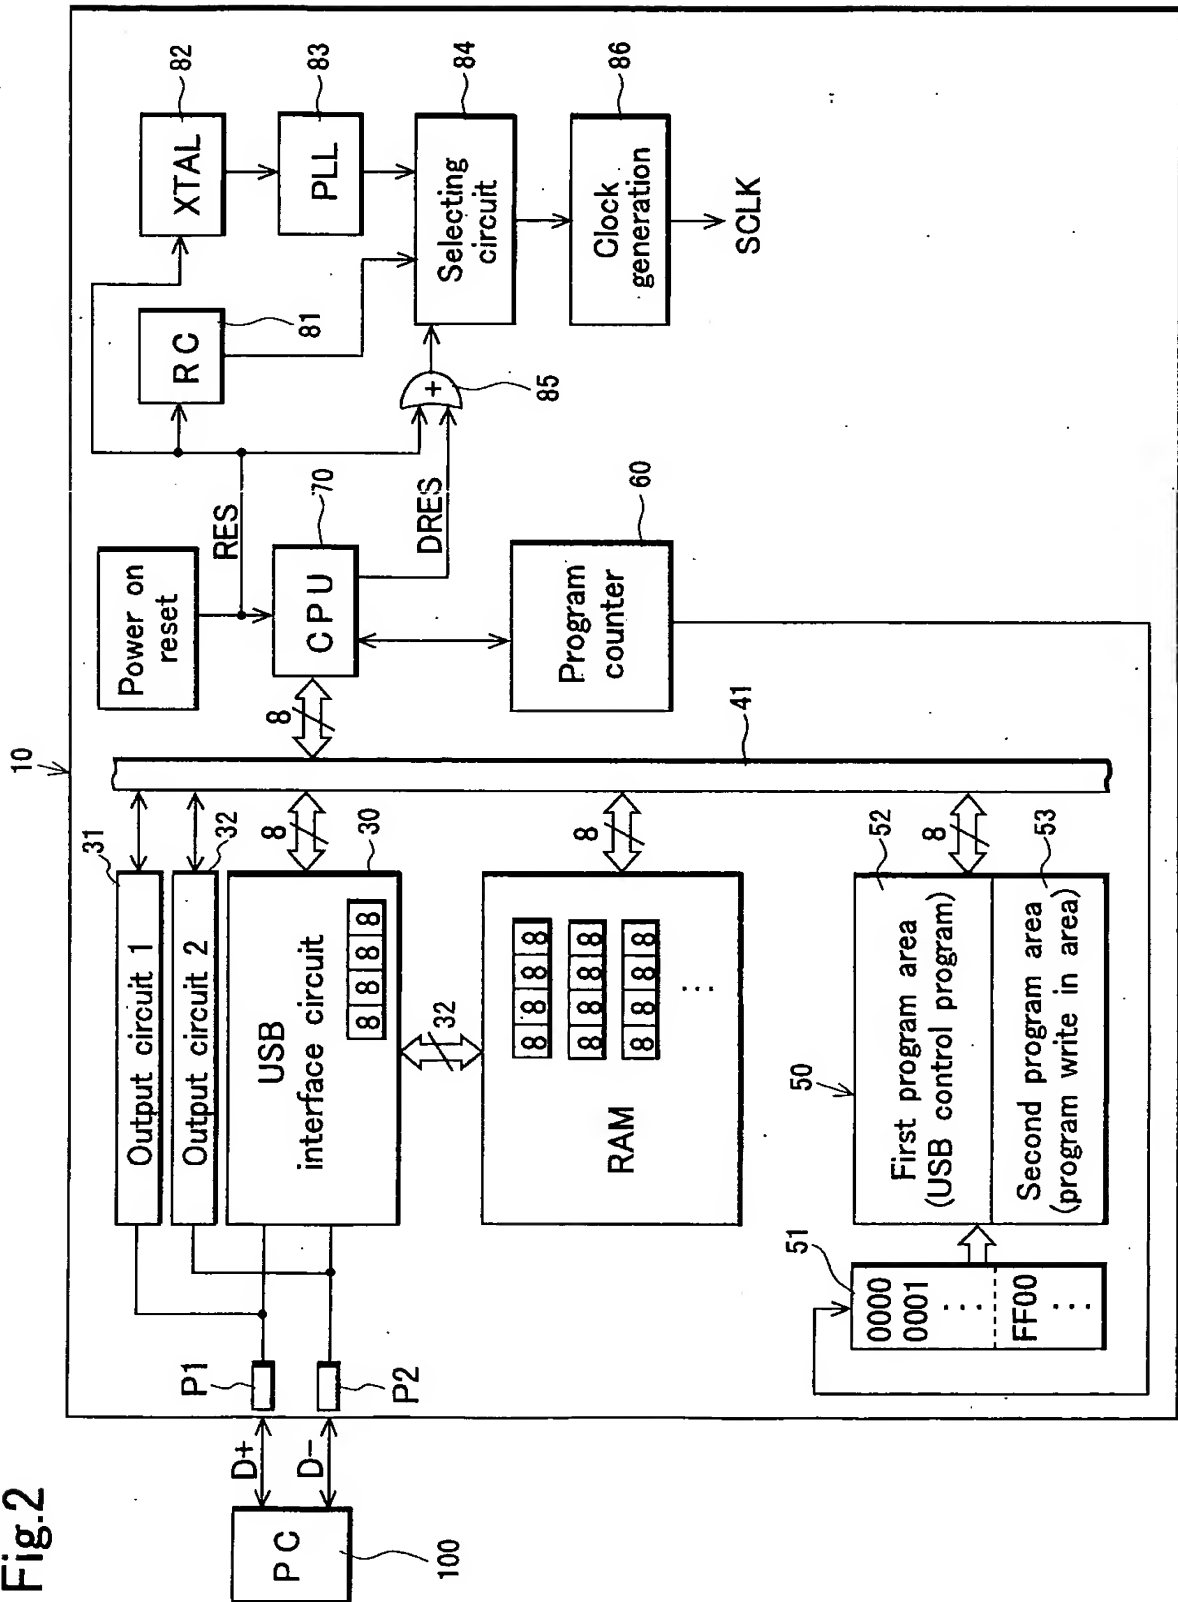 Fig.2
10
PC
100
D+
D-
P1
P2
Output circuit 1
31
Output circuit 2
32
USB
interface circuit
8 8 8 8
30
8
32
RAM
8 8 8 8
8 8 8 8
8 8 8 8
...
8
50
51
0000
0001
...
FF00
...
First program area
(USB control program)
52
Second program area
(program write in area)
53
8
41
Power on
reset
RES
CPU
70
8
DRES
Program
counter
60
RC
81
XTAL
82
PLL
83
Selecting
circuit
84
+
85
Clock
generation
86
SCLK